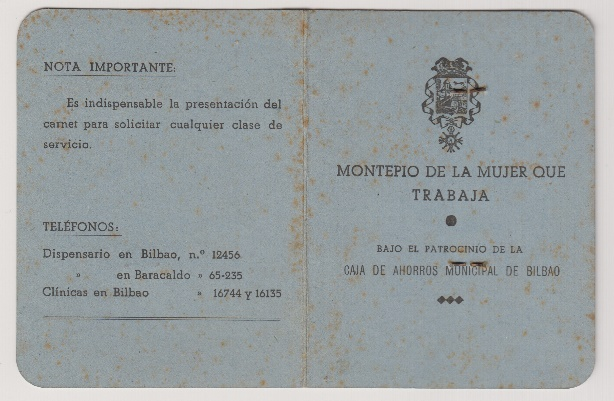 NOTA IMPORTANTE:
Es indispensable la presentación del
carnet para solicitar cualquier clase de
servicio.
TELÉFONOS:
Dispensario en Bilbao, n.º 12456
» en Baracaldo » 65-235
Clínicas en Bilbao » 16744 y 16135
MONTEPIO DE LA MUJER QUE
TRABAJA
BAJO EL PATROCINIO DE LA
CAJA DE AHORROS MUNICIPAL DE BILBAO